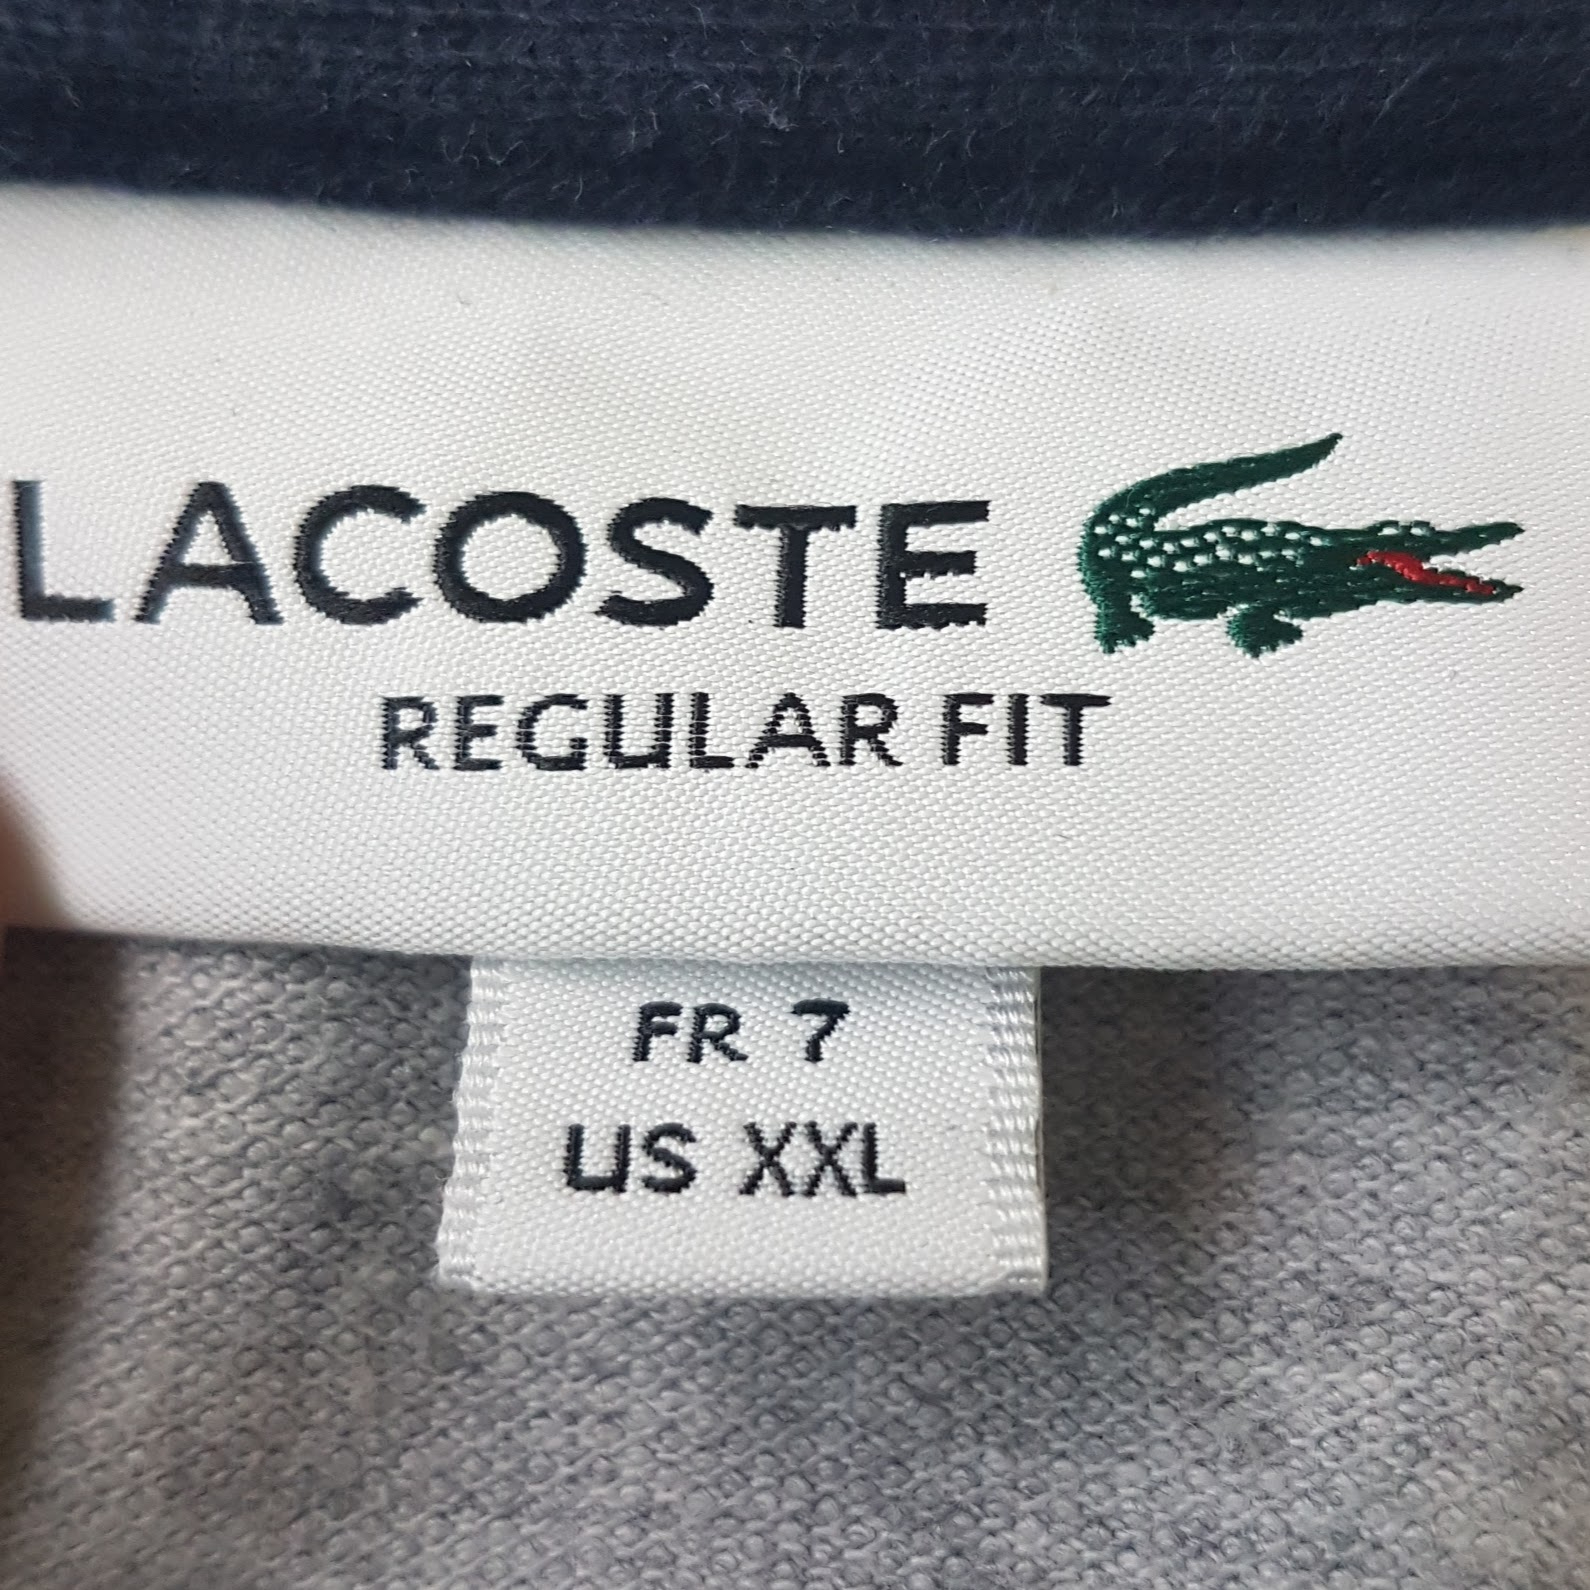 LACOSTE
REGULAR FIT
FR 7
US XXL